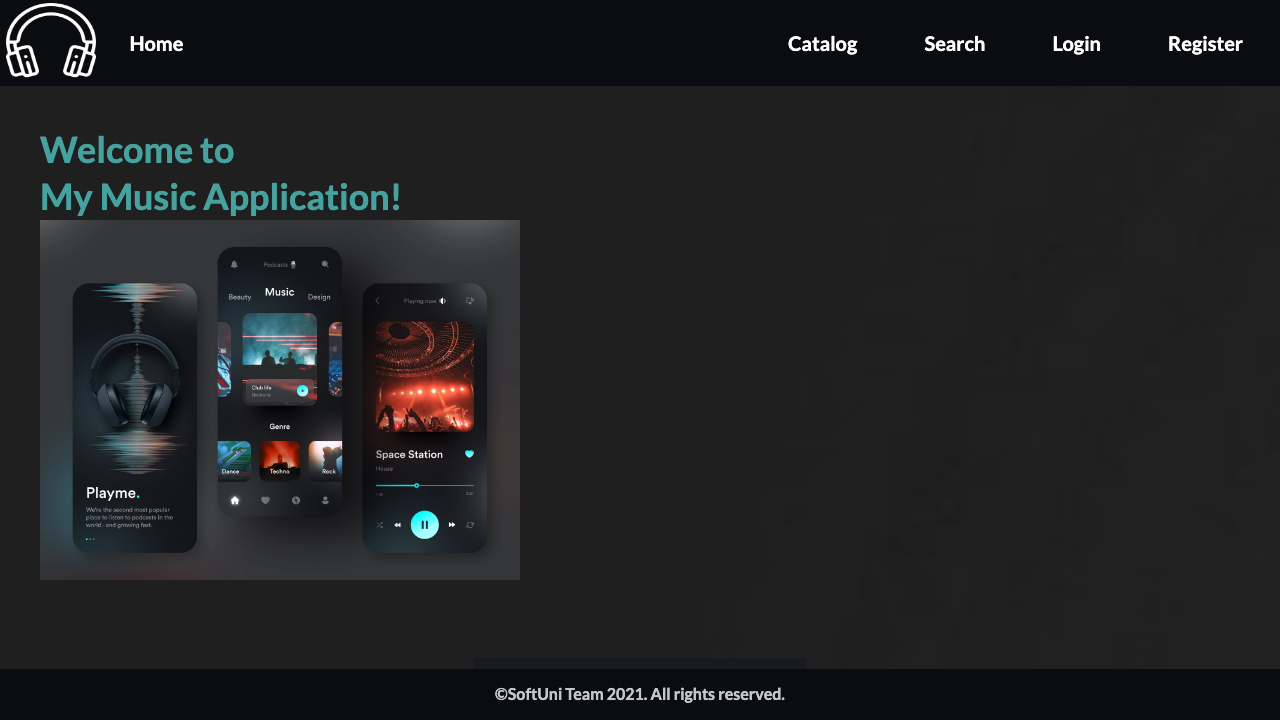 Home
Catalog
Search
Login
Register
Welcome to
My Music Application!
Podcasts
Beauty
Music
Design
Club life
Genre
Dance
Techno
Rock
Playme.
We're the second most popular
place to listen to podcasts in the
world - and growing fast.
Playing now
Space Station
House
©SoftUni Team 2021. All rights reserved.